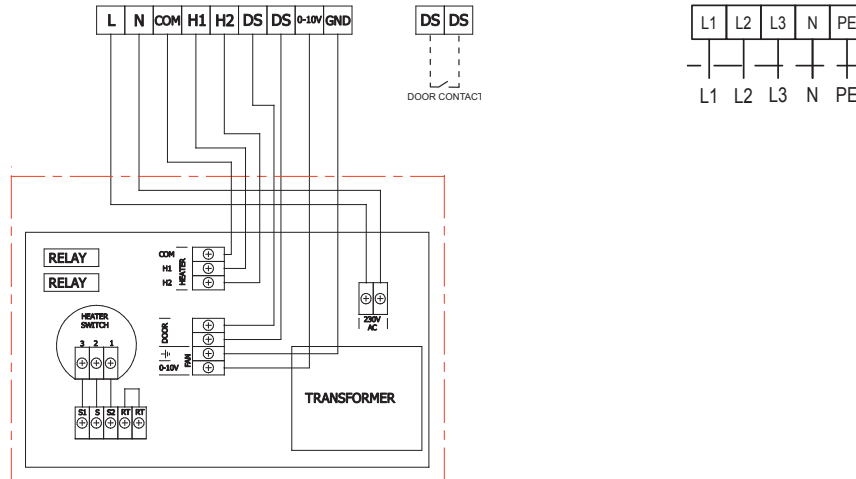 L N COM H1 H2 DS DS 0-10V GND
DS DS
DOOR CONTACT
L1 L2 L3 N PE
L1 L2 L3 N PE
RELAY
RELAY
COM
H1
H2
HEATER
HEATER
SWITCH
3 2 1
S1 S S2 RT RT
DOOR
FAN
0-10V
230V
AC
TRANSFORMER